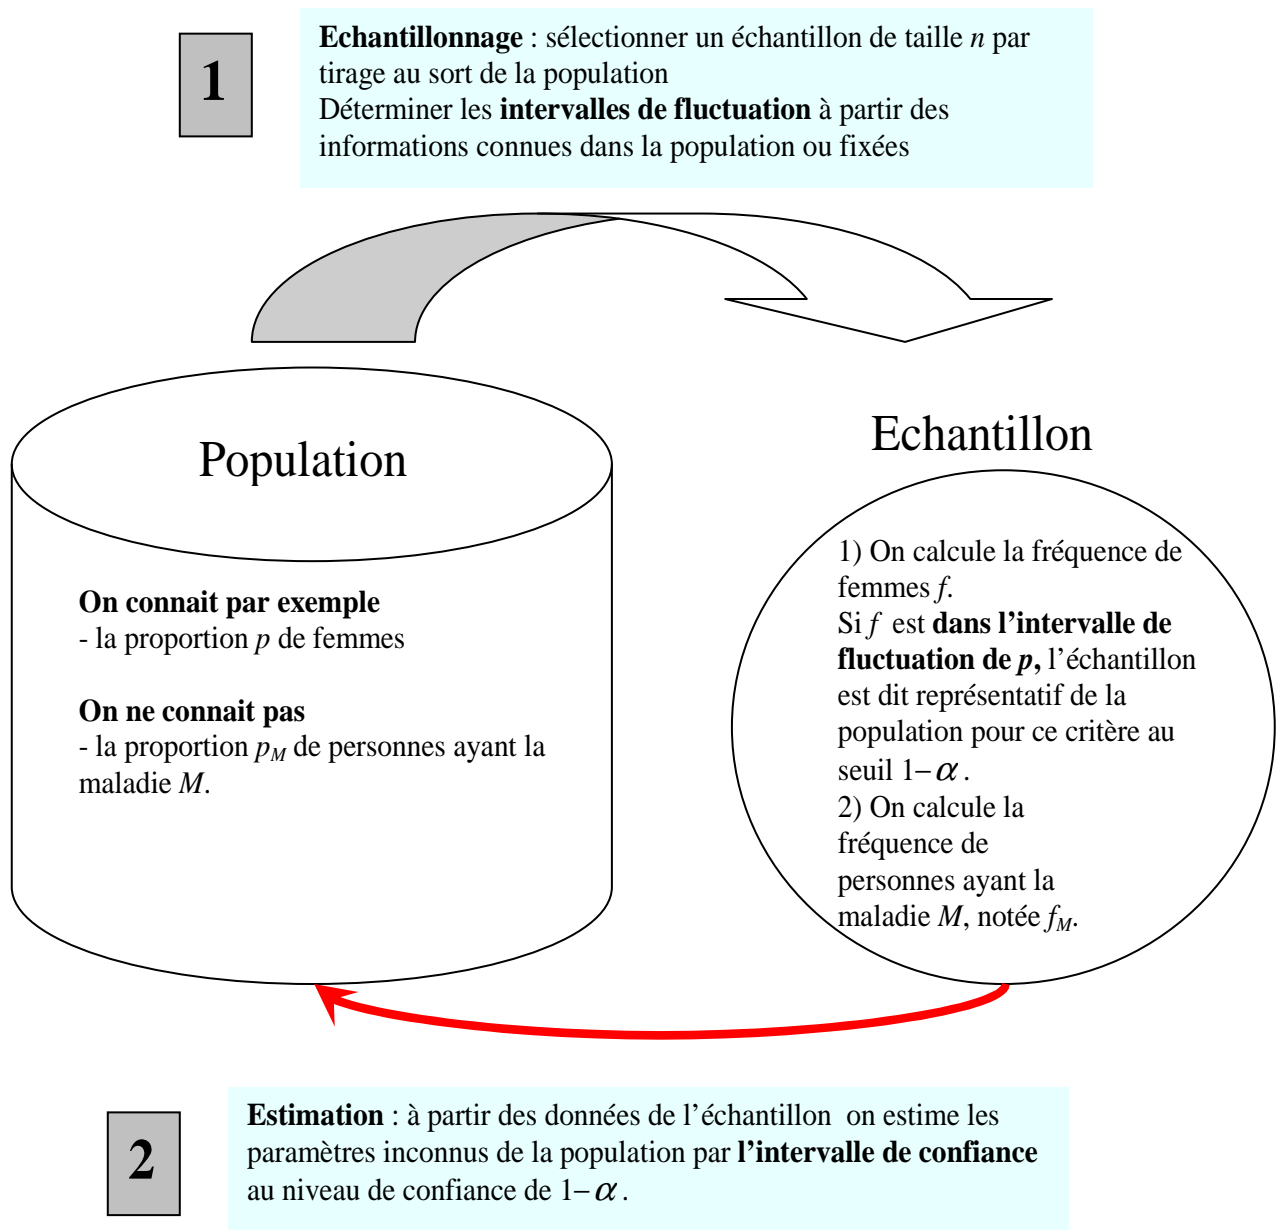 1
Echantillonnage : sélectionner un échantillon de taille n par
tirage au sort de la population
Déterminer les intervalles de fluctuation à partir des
informations connues dans la population ou fixées
Population
On connait par exemple
- la proportion p de femmes
On ne connait pas
- la proportion p_M de personnes ayant la
maladie M.
Echantillon
1) On calcule la fréquence de
femmes f.
Si f est dans l’intervalle de
fluctuation de p, l’échantillon
est dit représentatif de la
population pour ce critère au
seuil 1−α .
2) On calcule la
fréquence de
personnes ayant la
maladie M, notée f_M.
2
Estimation : à partir des données de l’échantillon on estime les
paramètres inconnus de la population par l’intervalle de confiance
au niveau de confiance de 1−α .